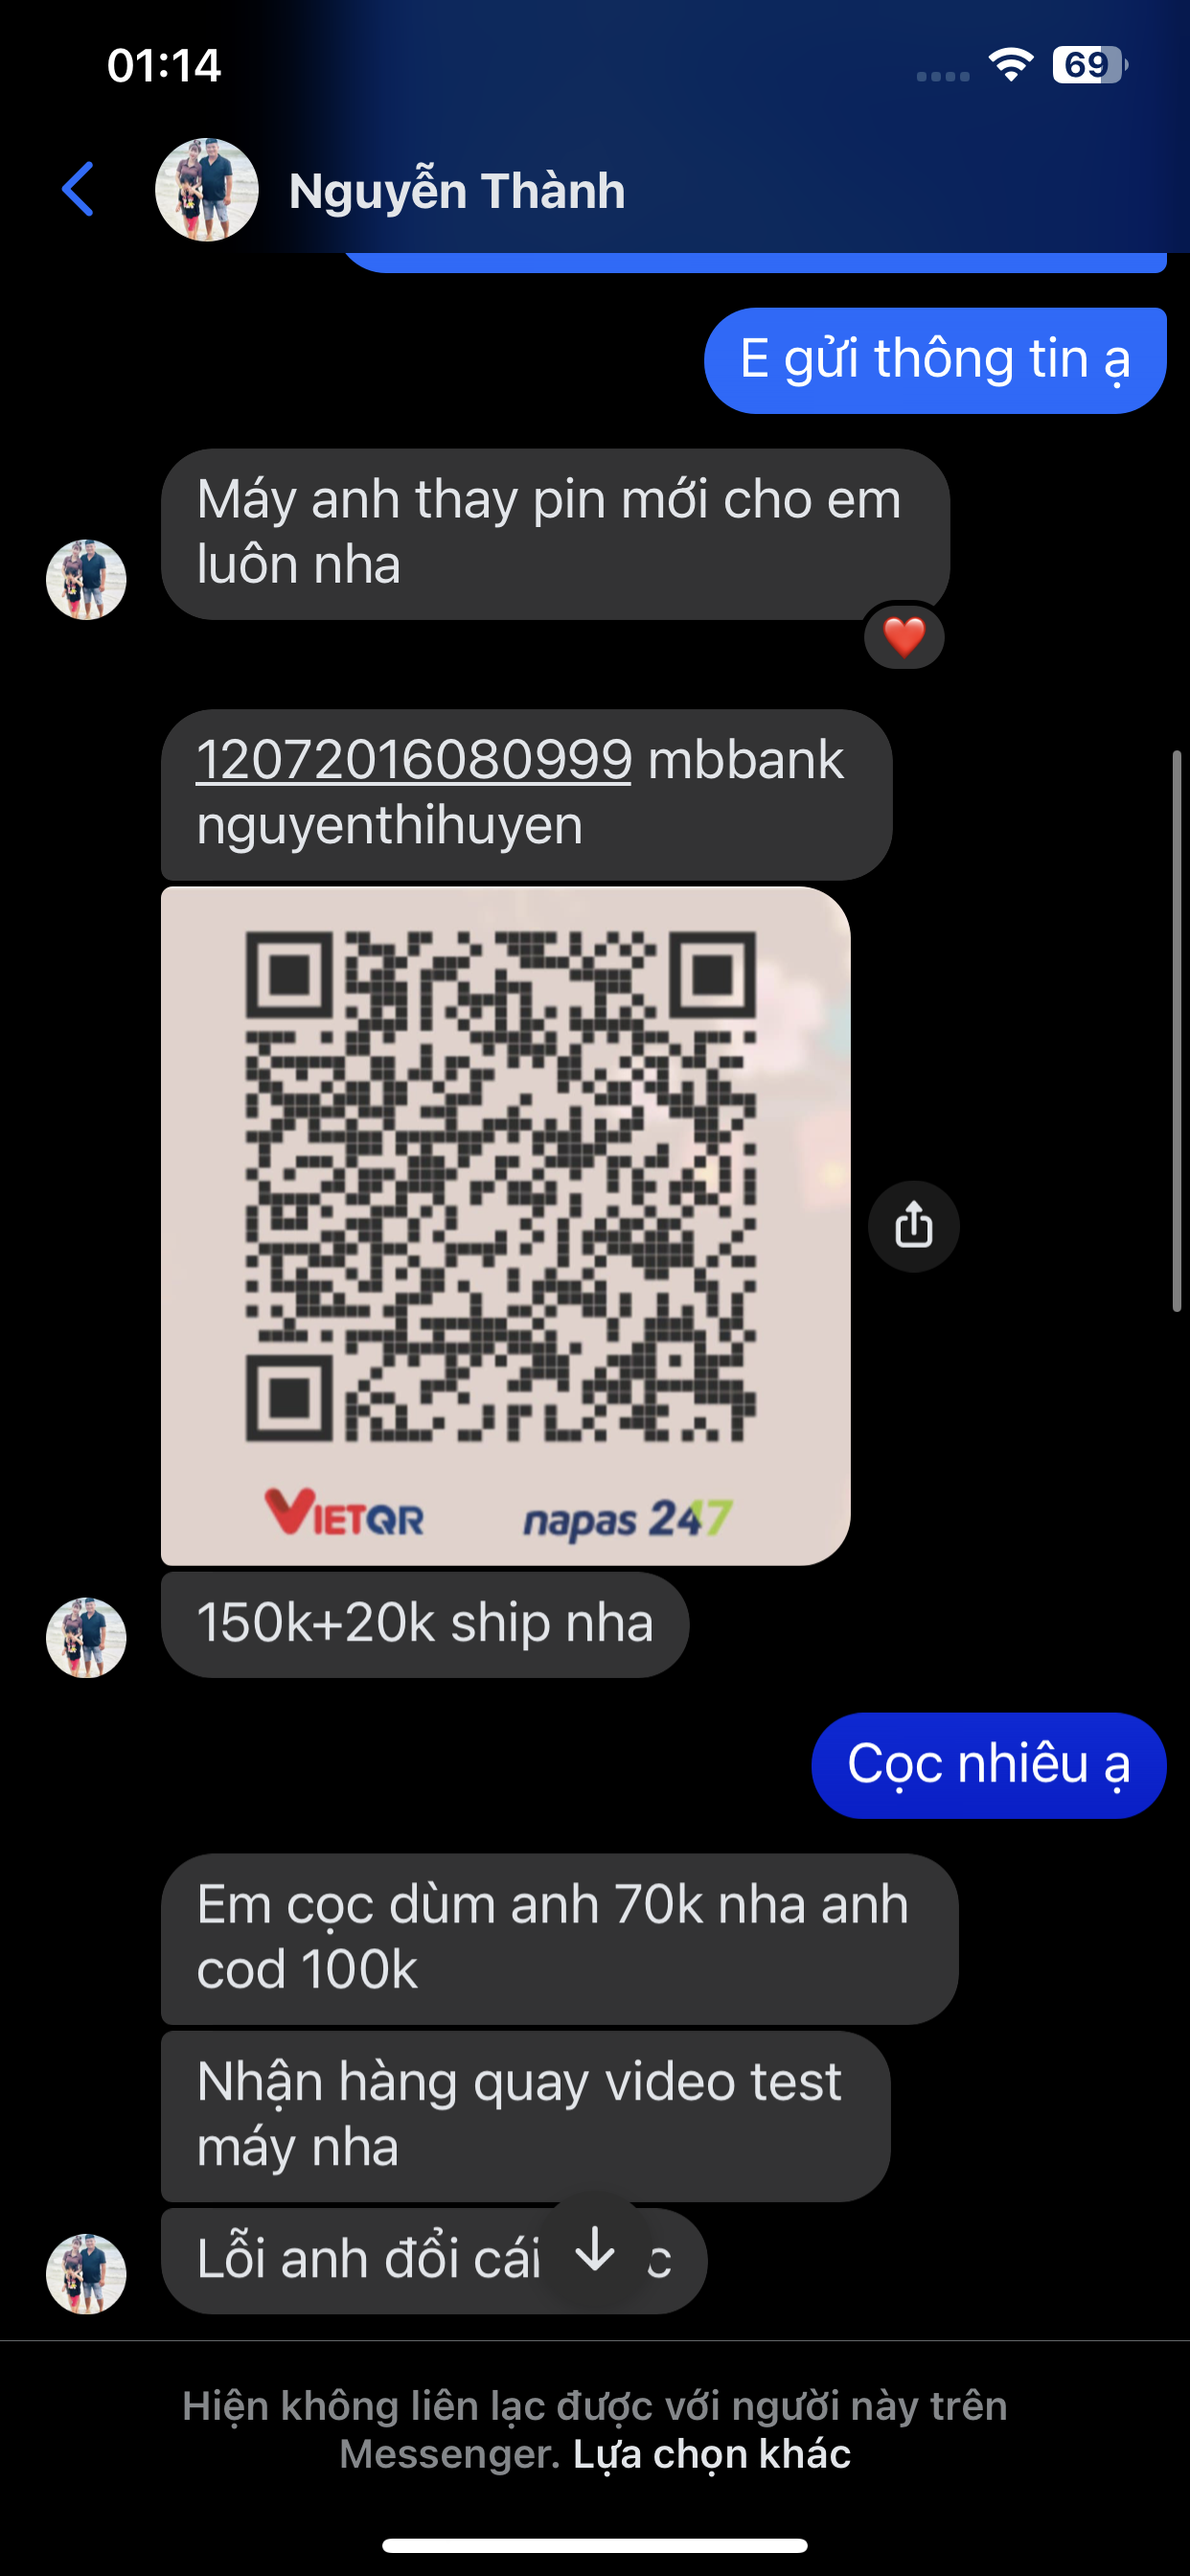 01:14
69
Nguyễn Thành
E gửi thông tin ạ
Máy anh thay pin mới cho em
luôn nha
12072016080999 mbbank
nguyenthihuyen
VIETQR
napas 247
150k+20k ship nha
Cọc nhiêu ạ
Em cọc dùm anh 70k nha anh
cod 100k
Nhận hàng quay video test
máy nha
Lỗi anh đổi cái
Hiện không liên lạc được với người này trên
Messenger. Lựa chọn khác